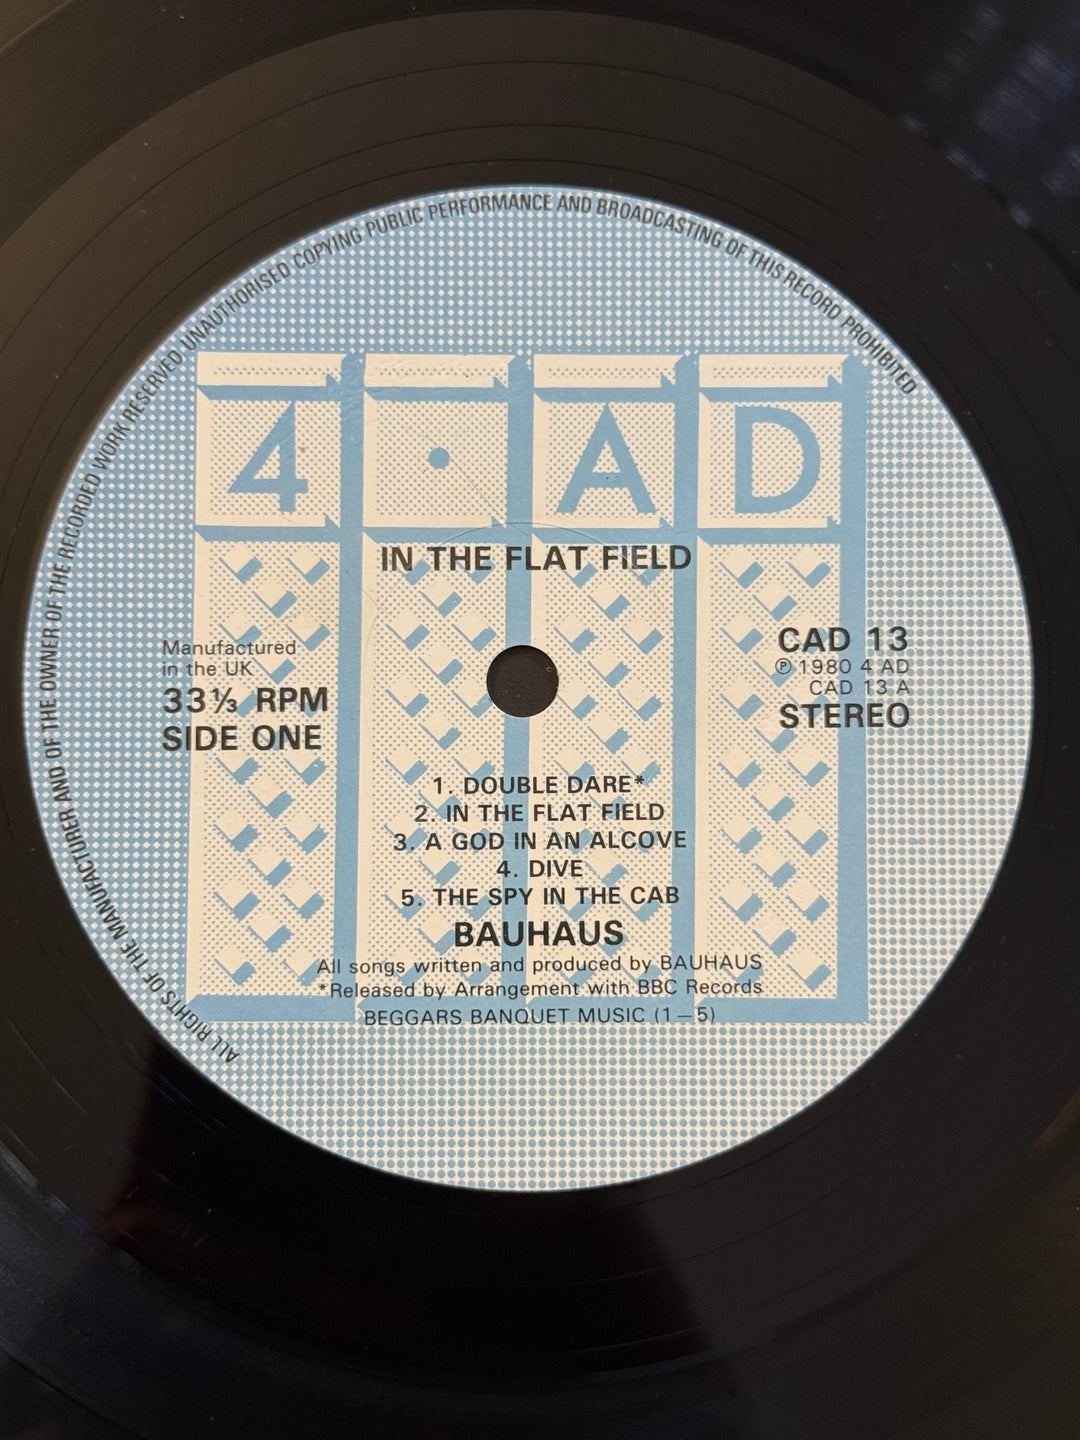 ALL RIGHTS OF THE MANUFACTURER AND OF THE OWNER OF THE RECORDED WORK RESERVED UNAUTHORISED COPYING PUBLIC PERFORMANCE AND BROADCASTING OF THIS RECORD PROHIBITED
4 • AD
IN THE FLAT FIELD
Manufactured
in the UK
33⅓ RPM
SIDE ONE
CAD 13
℗ 1980 4 AD
CAD 13 A
STEREO
1. DOUBLE DARE*
2. IN THE FLAT FIELD
3. A GOD IN AN ALCOVE
4. DIVE
5. THE SPY IN THE CAB
BAUHAUS
All songs written and produced by BAUHAUS
*Released by Arrangement with BBC Records
BEGGARS BANQUET MUSIC (1–5)